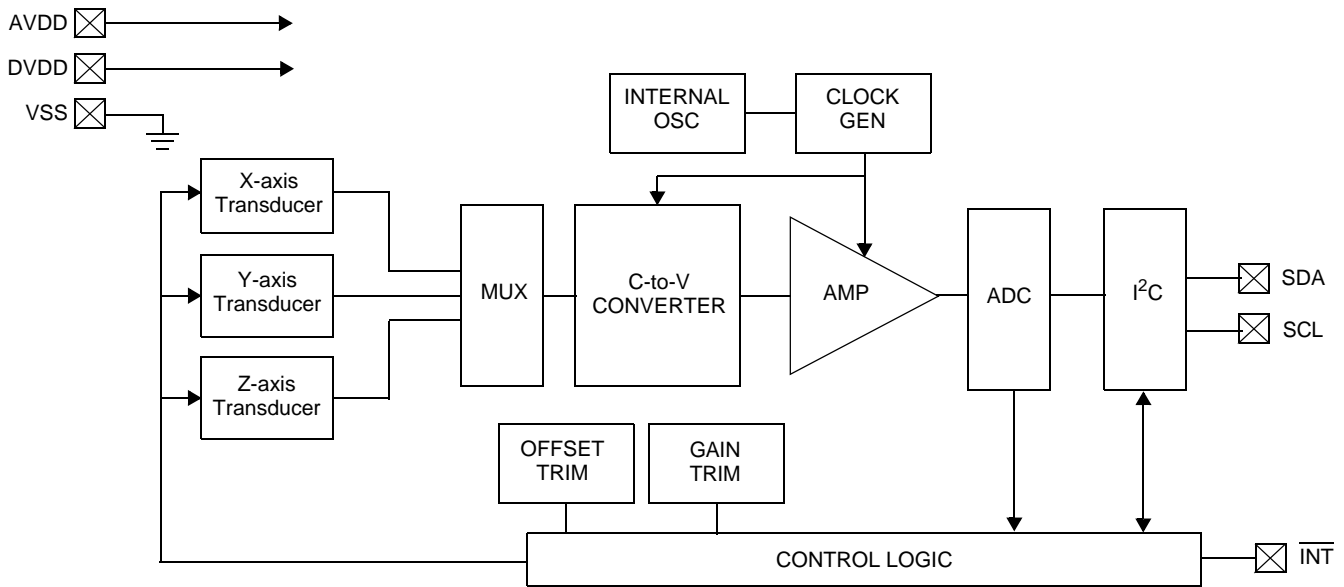 AVDD
DVDD
VSS
INTERNAL
OSC
CLOCK
GEN
X-axis
Transducer
Y-axis
Transducer
Z-axis
Transducer
MUX
C-to-V
CONVERTER
AMP
ADC
I²C
SDA
SCL
OFFSET
TRIM
GAIN
TRIM
CONTROL LOGIC
I̅N̅T̅